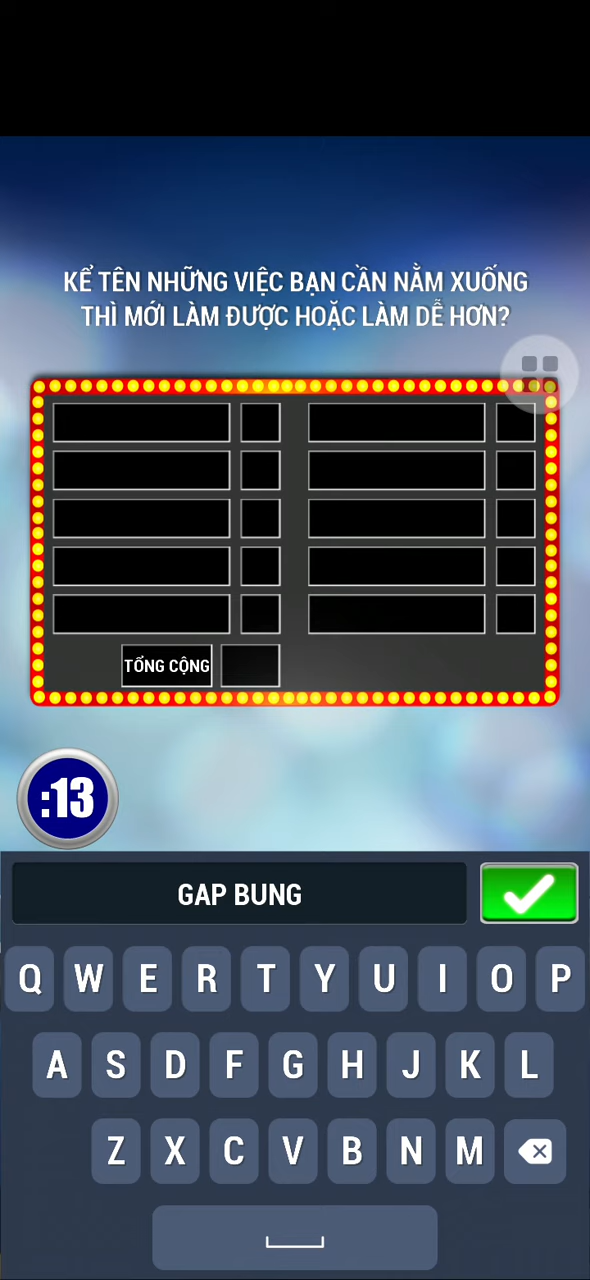 KỂ TÊN NHỮNG VIỆC BẠN CẦN NẰM XUỐNG
THÌ MỚI LÀM ĐƯỢC HOẶC LÀM DỄ HƠN?
TỔNG CỘNG
:13
GAP BUNG
Q W E R T Y U I O P
A S D F G H J K L
Z X C V B N M